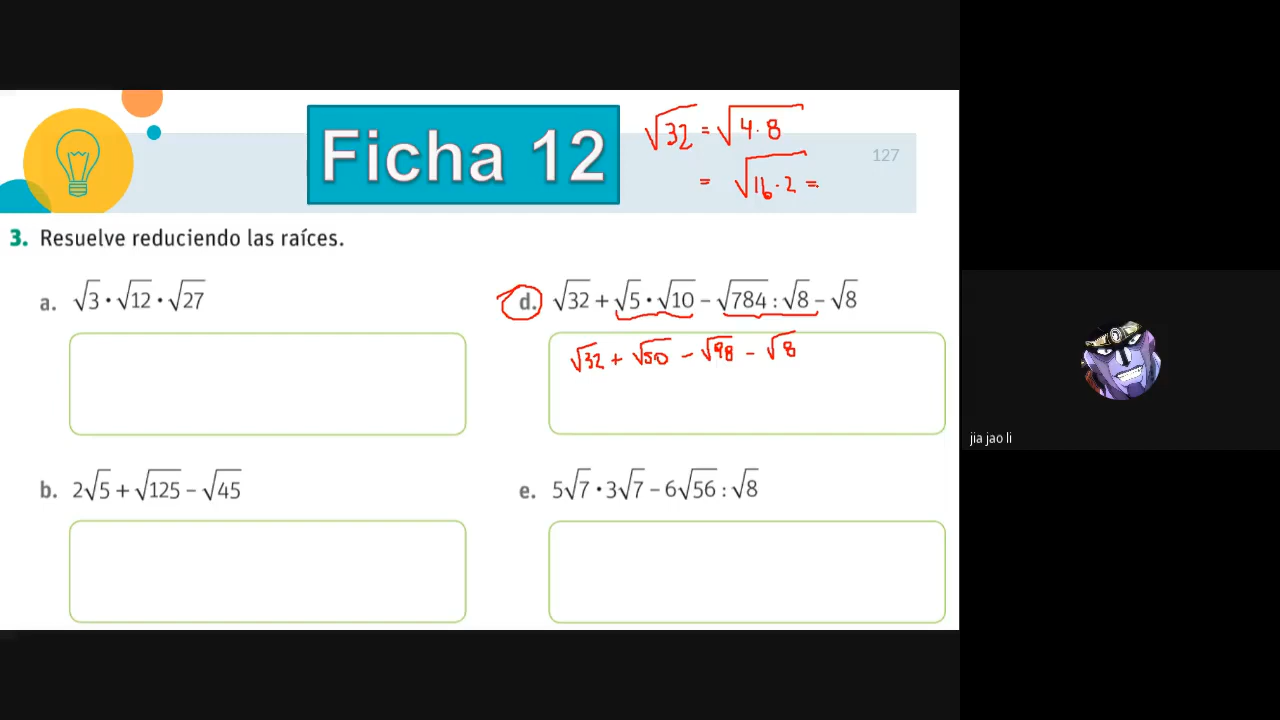 Ficha 12
√32 = √4·8
= √16·2 =
127
3. Resuelve reduciendo las raíces.
a. √3 • √12 • √27
d. √32 + √5 • √10 – √784 : √8 – √8
√32 + √50 – √98 – √8
jia jao li
b. 2√5 + √125 – √45
e. 5√7 • 3√7 – 6√56 : √8